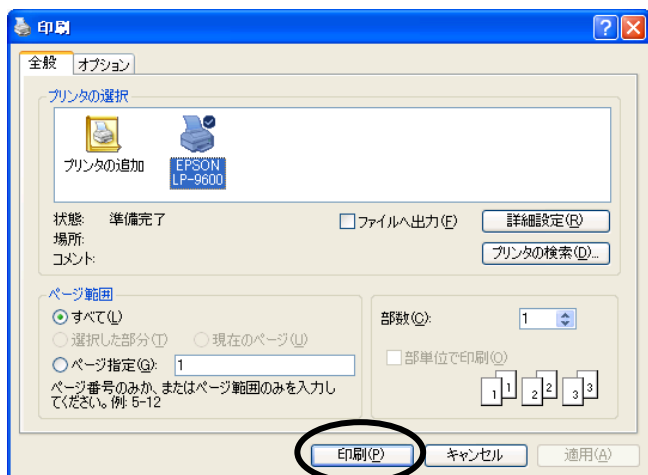 印刷
全般 オプション
プリンタの選択
プリンタの追加
EPSON
LP-9600
状態: 準備完了
場所:
コメント:
ファイルへ出力(F)
詳細設定(R)
プリンタの検索(D)...
ページ範囲
すべて(L)
選択した部分(T) 現在のページ(U)
ページ指定(G): 1
ページ番号のみか、またはページ範囲のみを入力し
てください。例: 5-12
部数(C): 1
部単位で印刷(O)
1 1 2 2 3 3
印刷(P) キャンセル 適用(A)